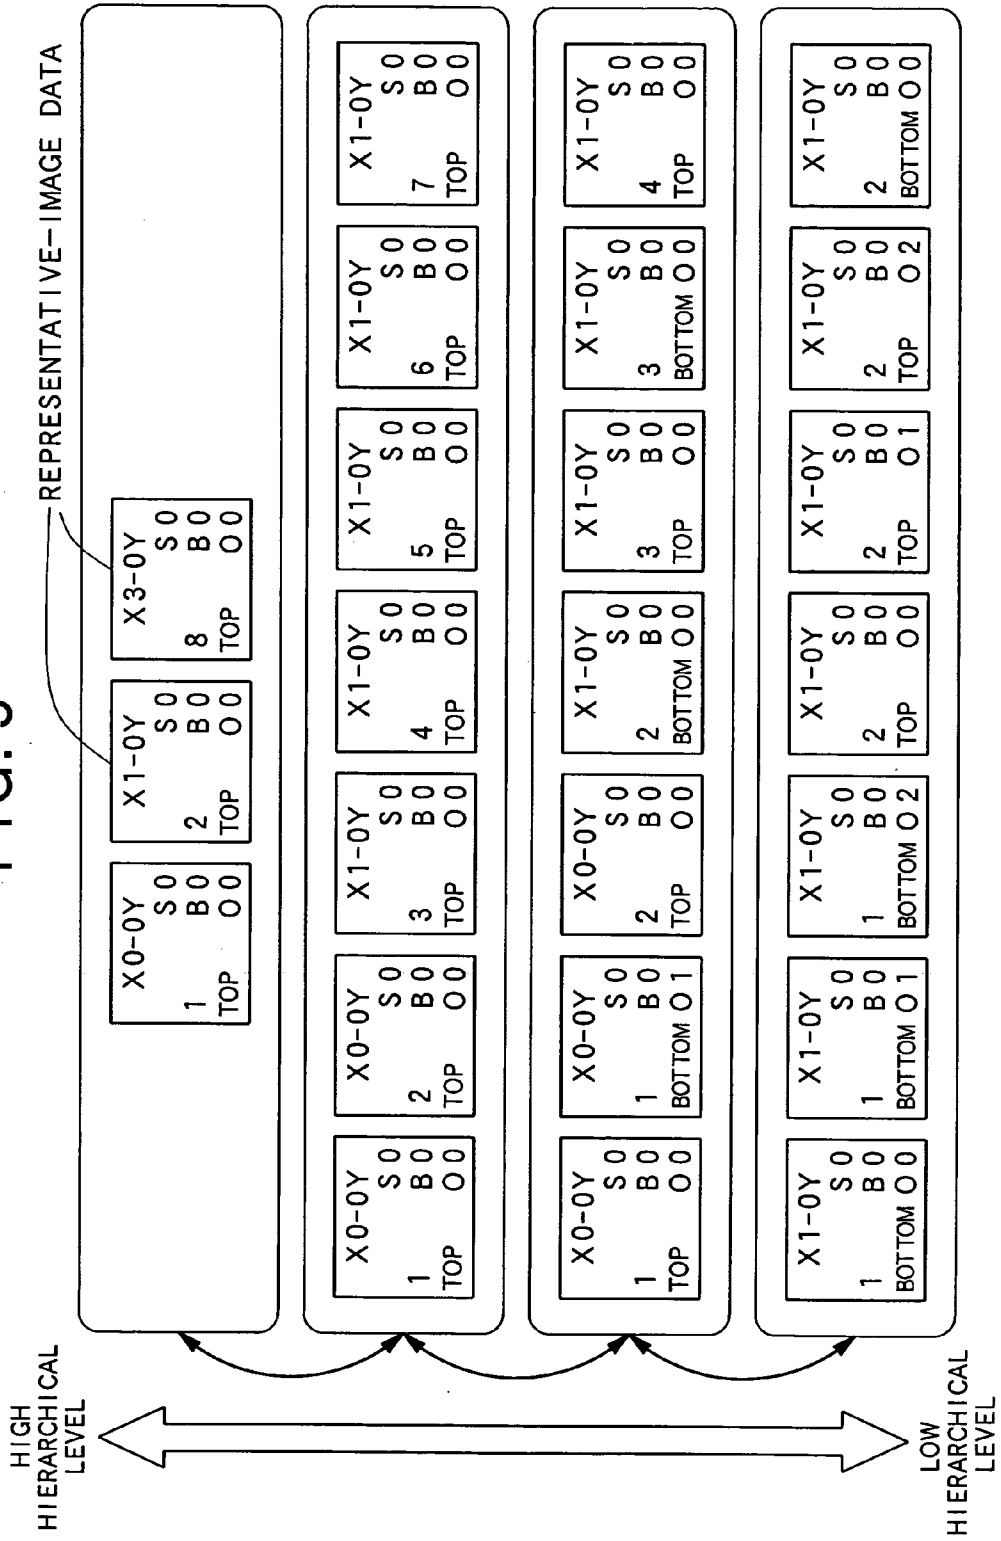 FIG.
HIGH
HIERARCHICAL
LEVEL
REPRESENTATIVE-IMAGE DATA
X0-0Y
S0
1 B0
TOP O0
X1-0Y
S0
2 B0
TOP O0
X3-0Y
S0
8 B0
TOP O0
X0-0Y
S0
1 B0
TOP O0
X0-0Y
S0
2 B0
TOP O0
X1-0Y
S0
3 B0
TOP O0
X1-0Y
S0
4 B0
TOP O0
X1-0Y
S0
5 B0
TOP O0
X1-0Y
S0
6 B0
TOP O0
X1-0Y
S0
7 B0
TOP O0
X0-0Y
S0
1 B0
TOP O0
X0-0Y
S0
1 B0
BOTTOM O1
X0-0Y
S0
2 B0
TOP O0
X1-0Y
S0
2 B0
BOTTOM O0
X1-0Y
S0
3 B0
TOP O0
X1-0Y
S0
3 B0
BOTTOM O0
X1-0Y
S0
4 B0
TOP O0
X1-0Y
S0
1 B0
BOTTOM O0
X1-0Y
S0
1 B0
BOTTOM O1
X1-0Y
S0
1 B0
BOTTOM O2
X1-0Y
S0
2 B0
TOP O0
X1-0Y
S0
2 B0
TOP O1
X1-0Y
S0
2 B0
TOP O2
X1-0Y
S0
2 B0
BOTTOM O0
LOW
HIERARCHICAL
LEVEL